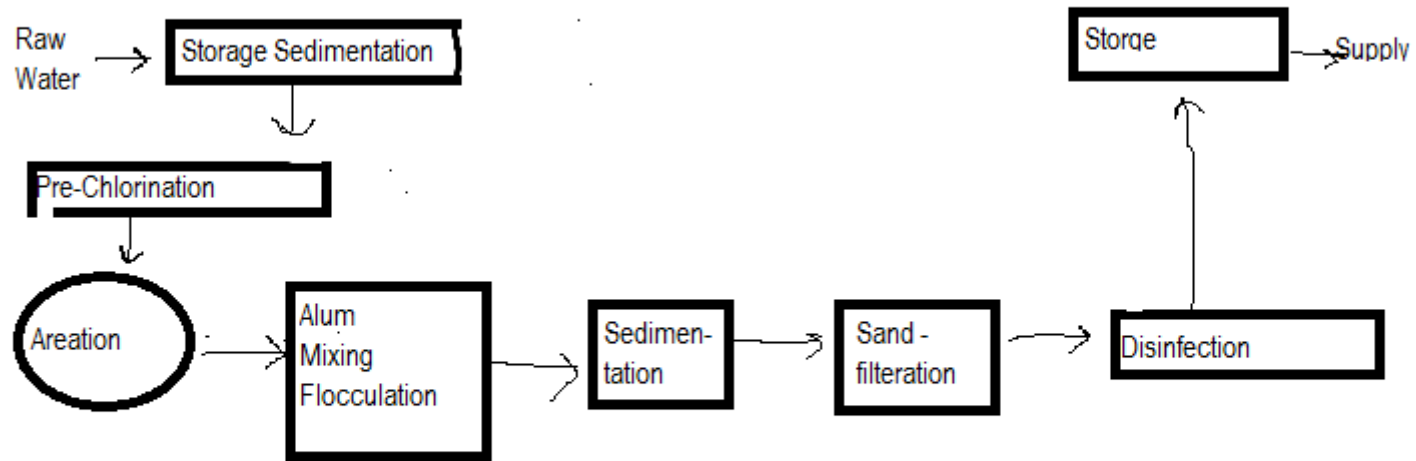 Raw
Water
Storage Sedimentation
Storge
Supply
Pre-Chlorination
Areation
Alum
Mixing
Flocculation
Sedimen-
tation
Sand -
filteration
Disinfection